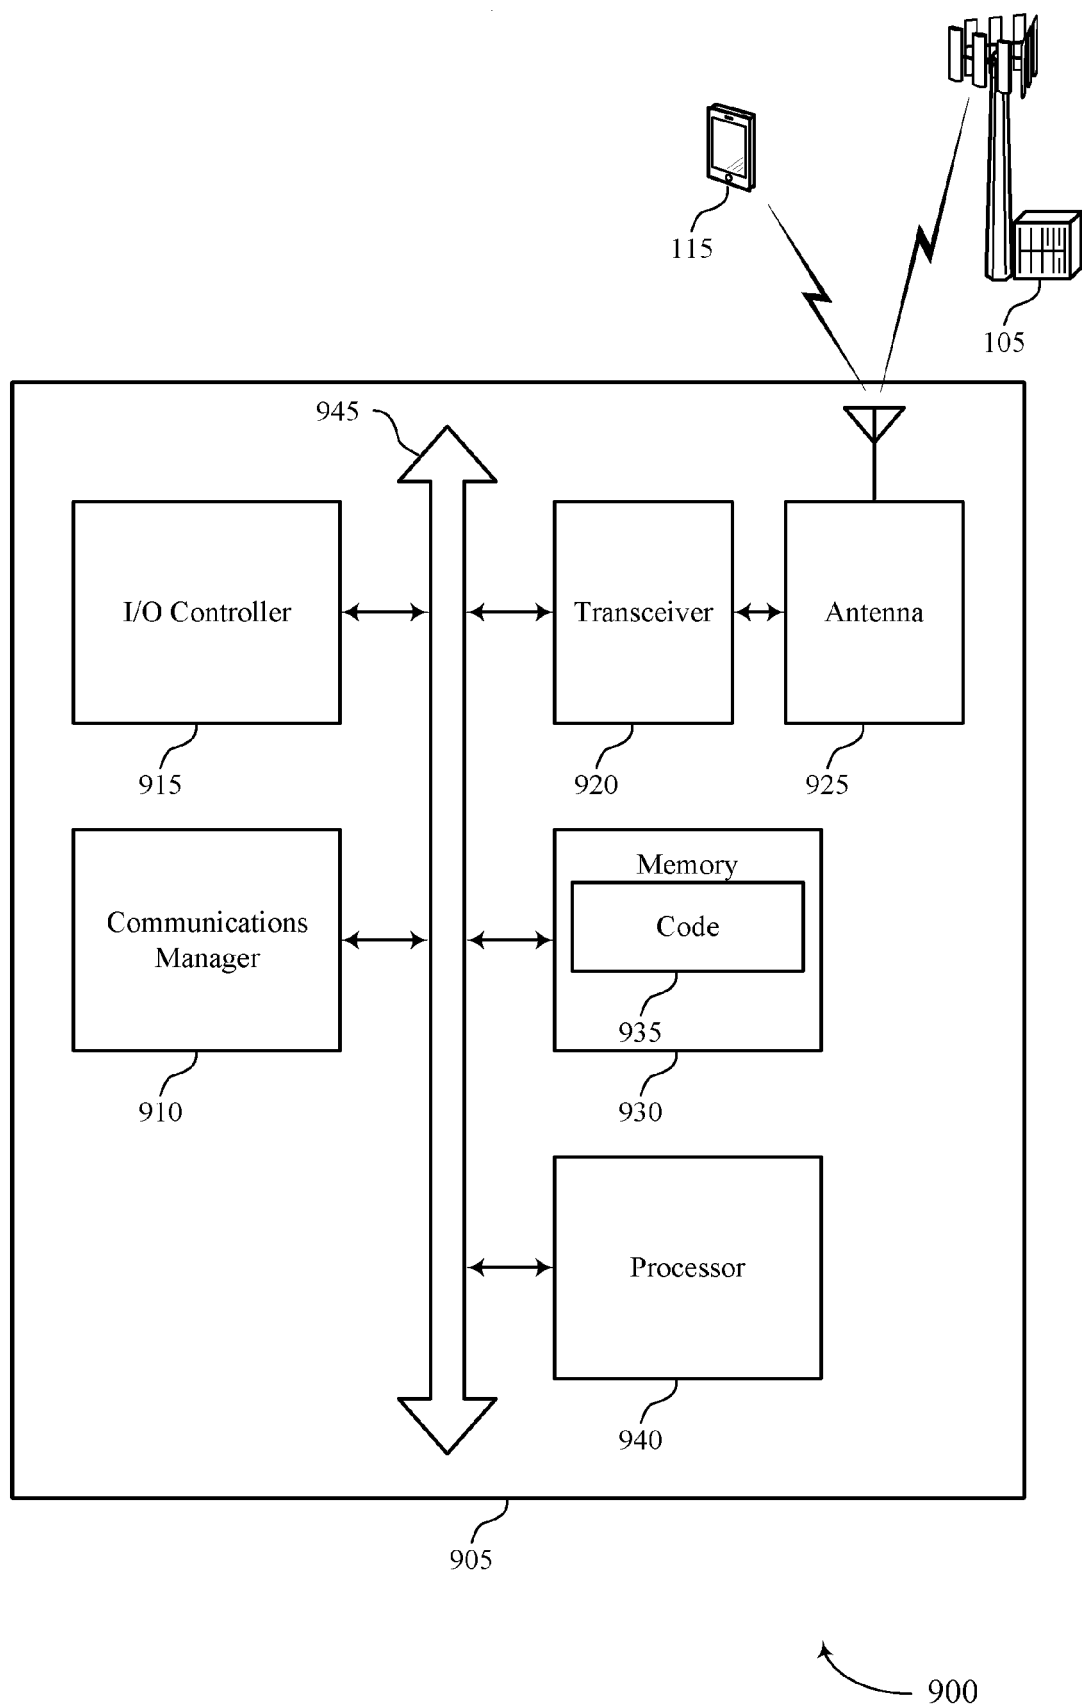 115
105
945
I/O Controller
Transceiver
Antenna
915
920
925
Communications
Manager
Memory
Code
935
910
930
Processor
940
905
900